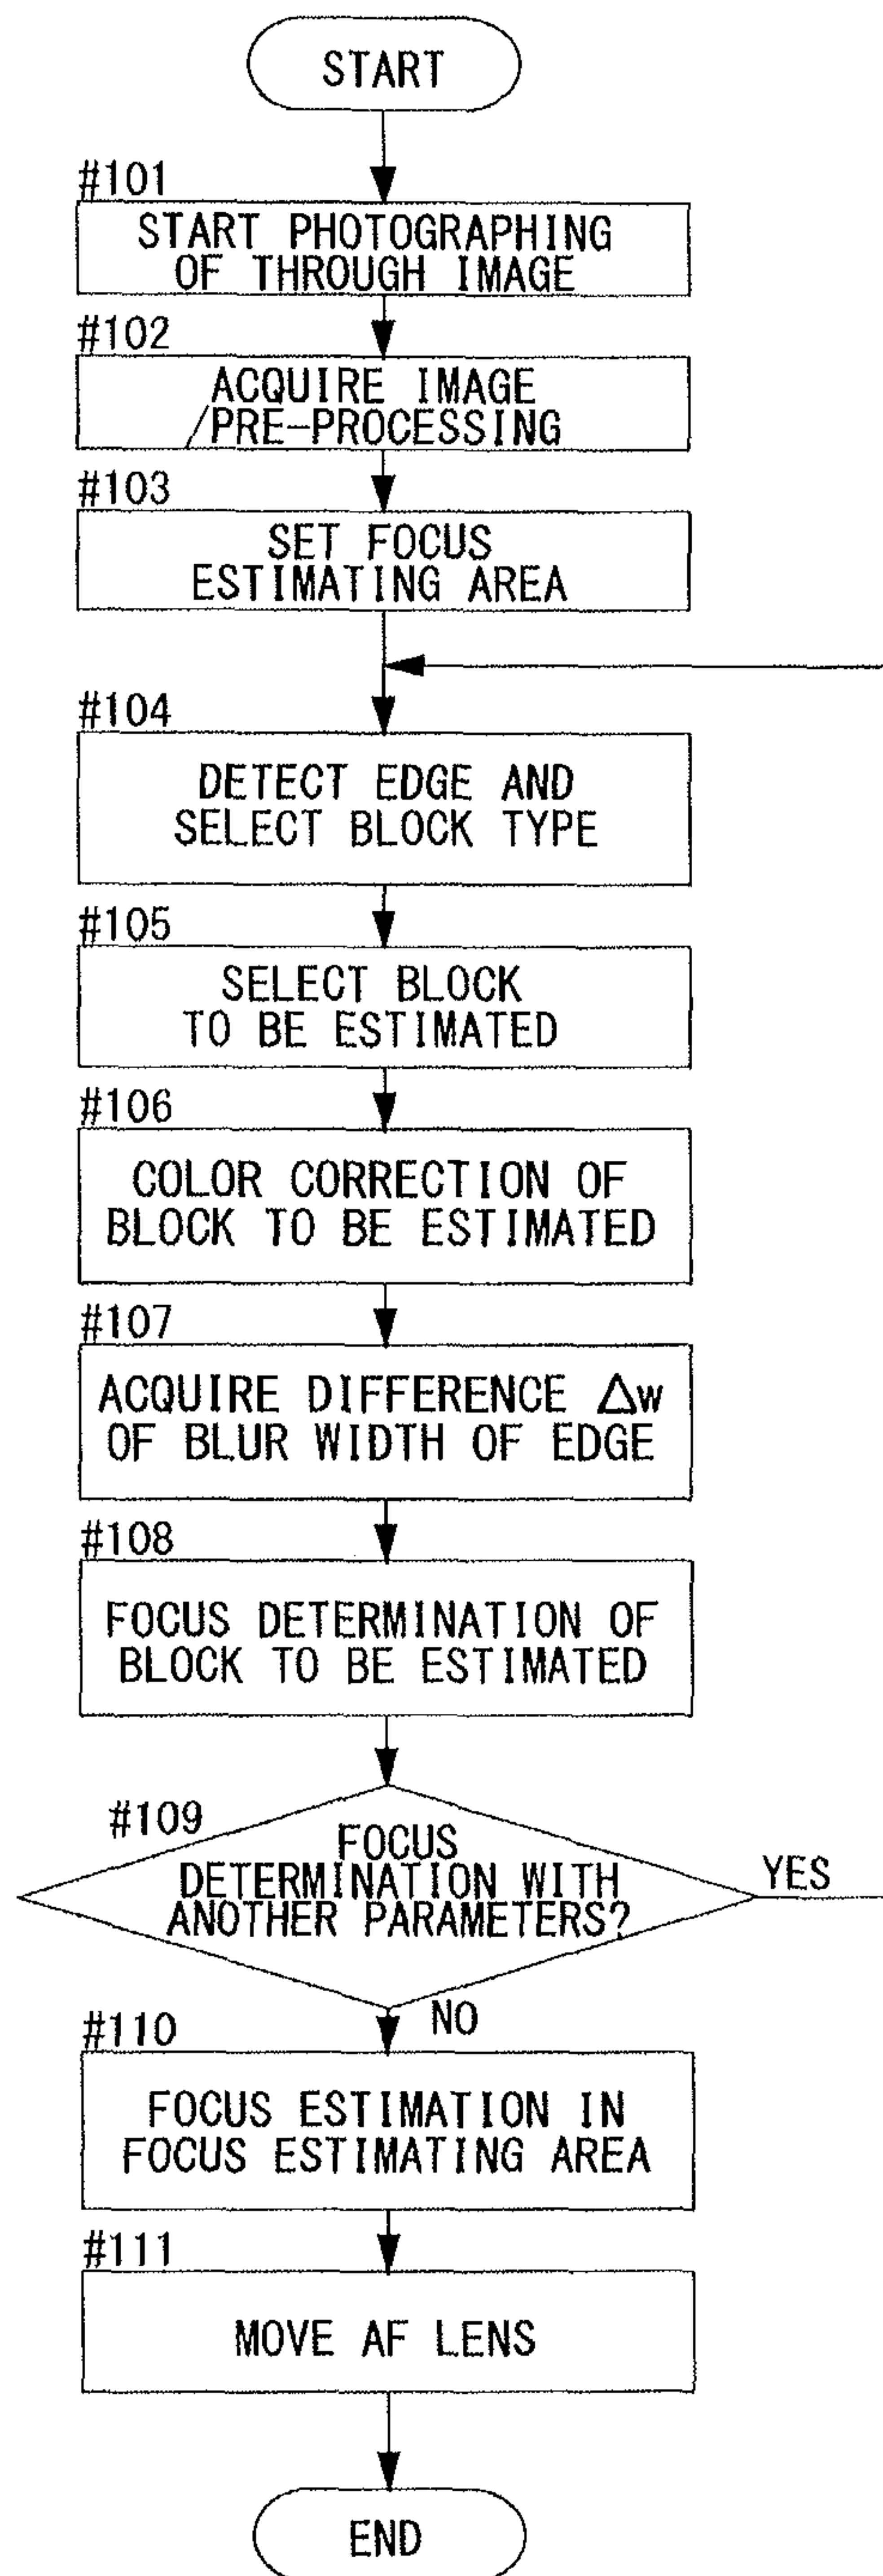 START
#101
START PHOTOGRAPHING
OF THROUGH IMAGE
#102
ACQUIRE IMAGE
/PRE-PROCESSING
#103
SET FOCUS
ESTIMATING AREA
#104
DETECT EDGE AND
SELECT BLOCK TYPE
#105
SELECT BLOCK
TO BE ESTIMATED
#106
COLOR CORRECTION OF
BLOCK TO BE ESTIMATED
#107
ACQUIRE DIFFERENCE △w
OF BLUR WIDTH OF EDGE
#108
FOCUS DETERMINATION OF
BLOCK TO BE ESTIMATED
#109
FOCUS
DETERMINATION WITH
ANOTHER PARAMETERS?
YES
NO
#110
FOCUS ESTIMATION IN
FOCUS ESTIMATING AREA
#111
MOVE AF LENS
END